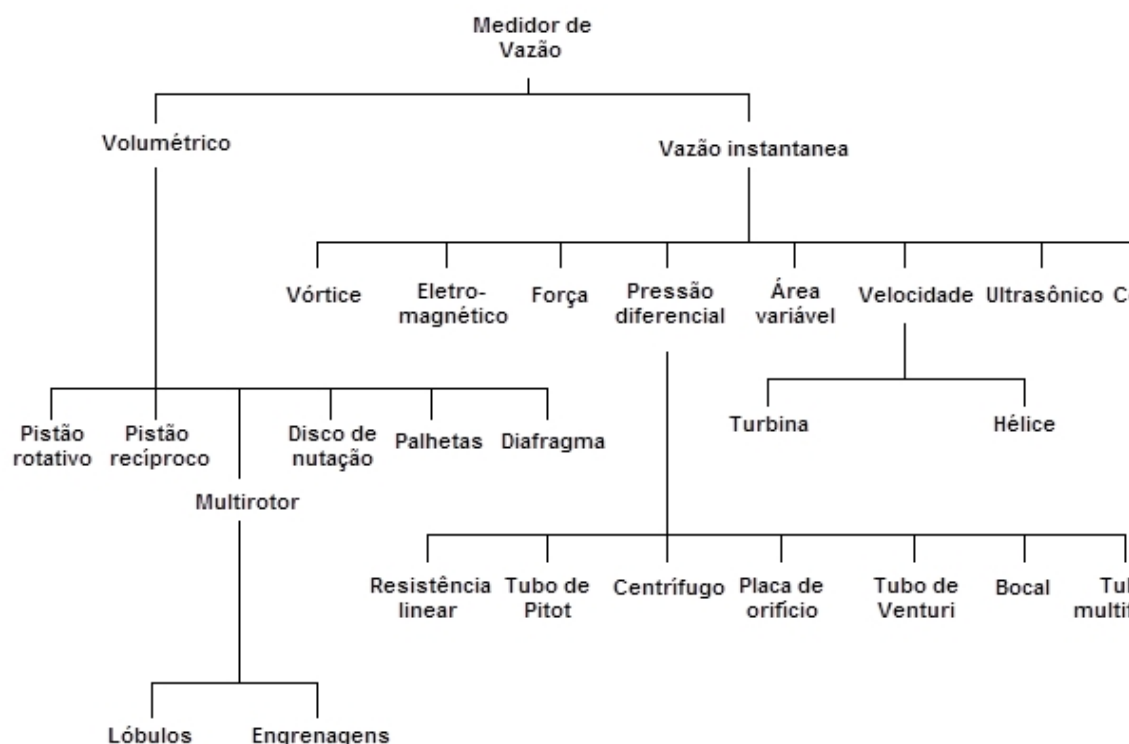 Medidor de
Vazão
Volumétrico
Vazão instantanea
Vórtice
Eletro-
magnético
Força
Pressão
diferencial
Área
variável
Velocidade
Ultrasônico
Turbina
Hélice
Pistão
rotativo
Pistão
recíproco
Disco de
nutação
Palhetas
Diafragma
Multirotor
Resistência
linear
Tubo de
Pitot
Centrífugo
Placa de
orifício
Tubo de
Venturi
Bocal
Lóbulos
Engrenagens